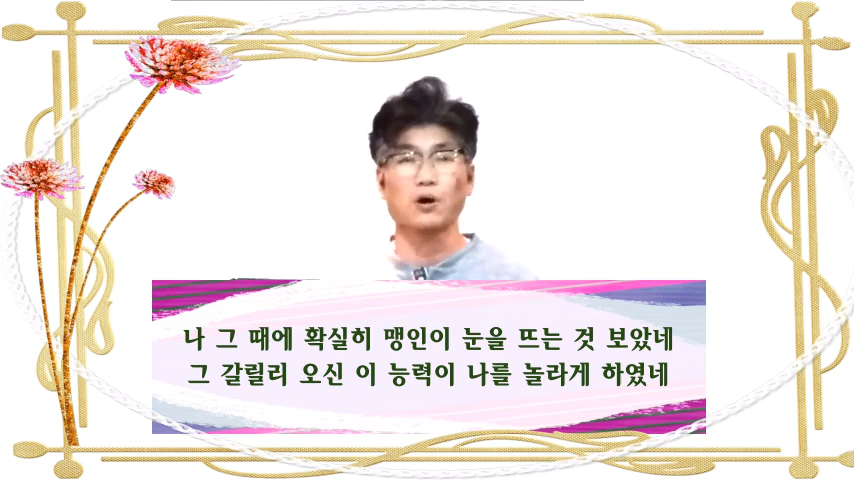 나 그 때에 확실히 맹인이 눈을 뜨는 것 보았네
그 갈릴리 오신 이 능력이 나를 놀라게 하였네